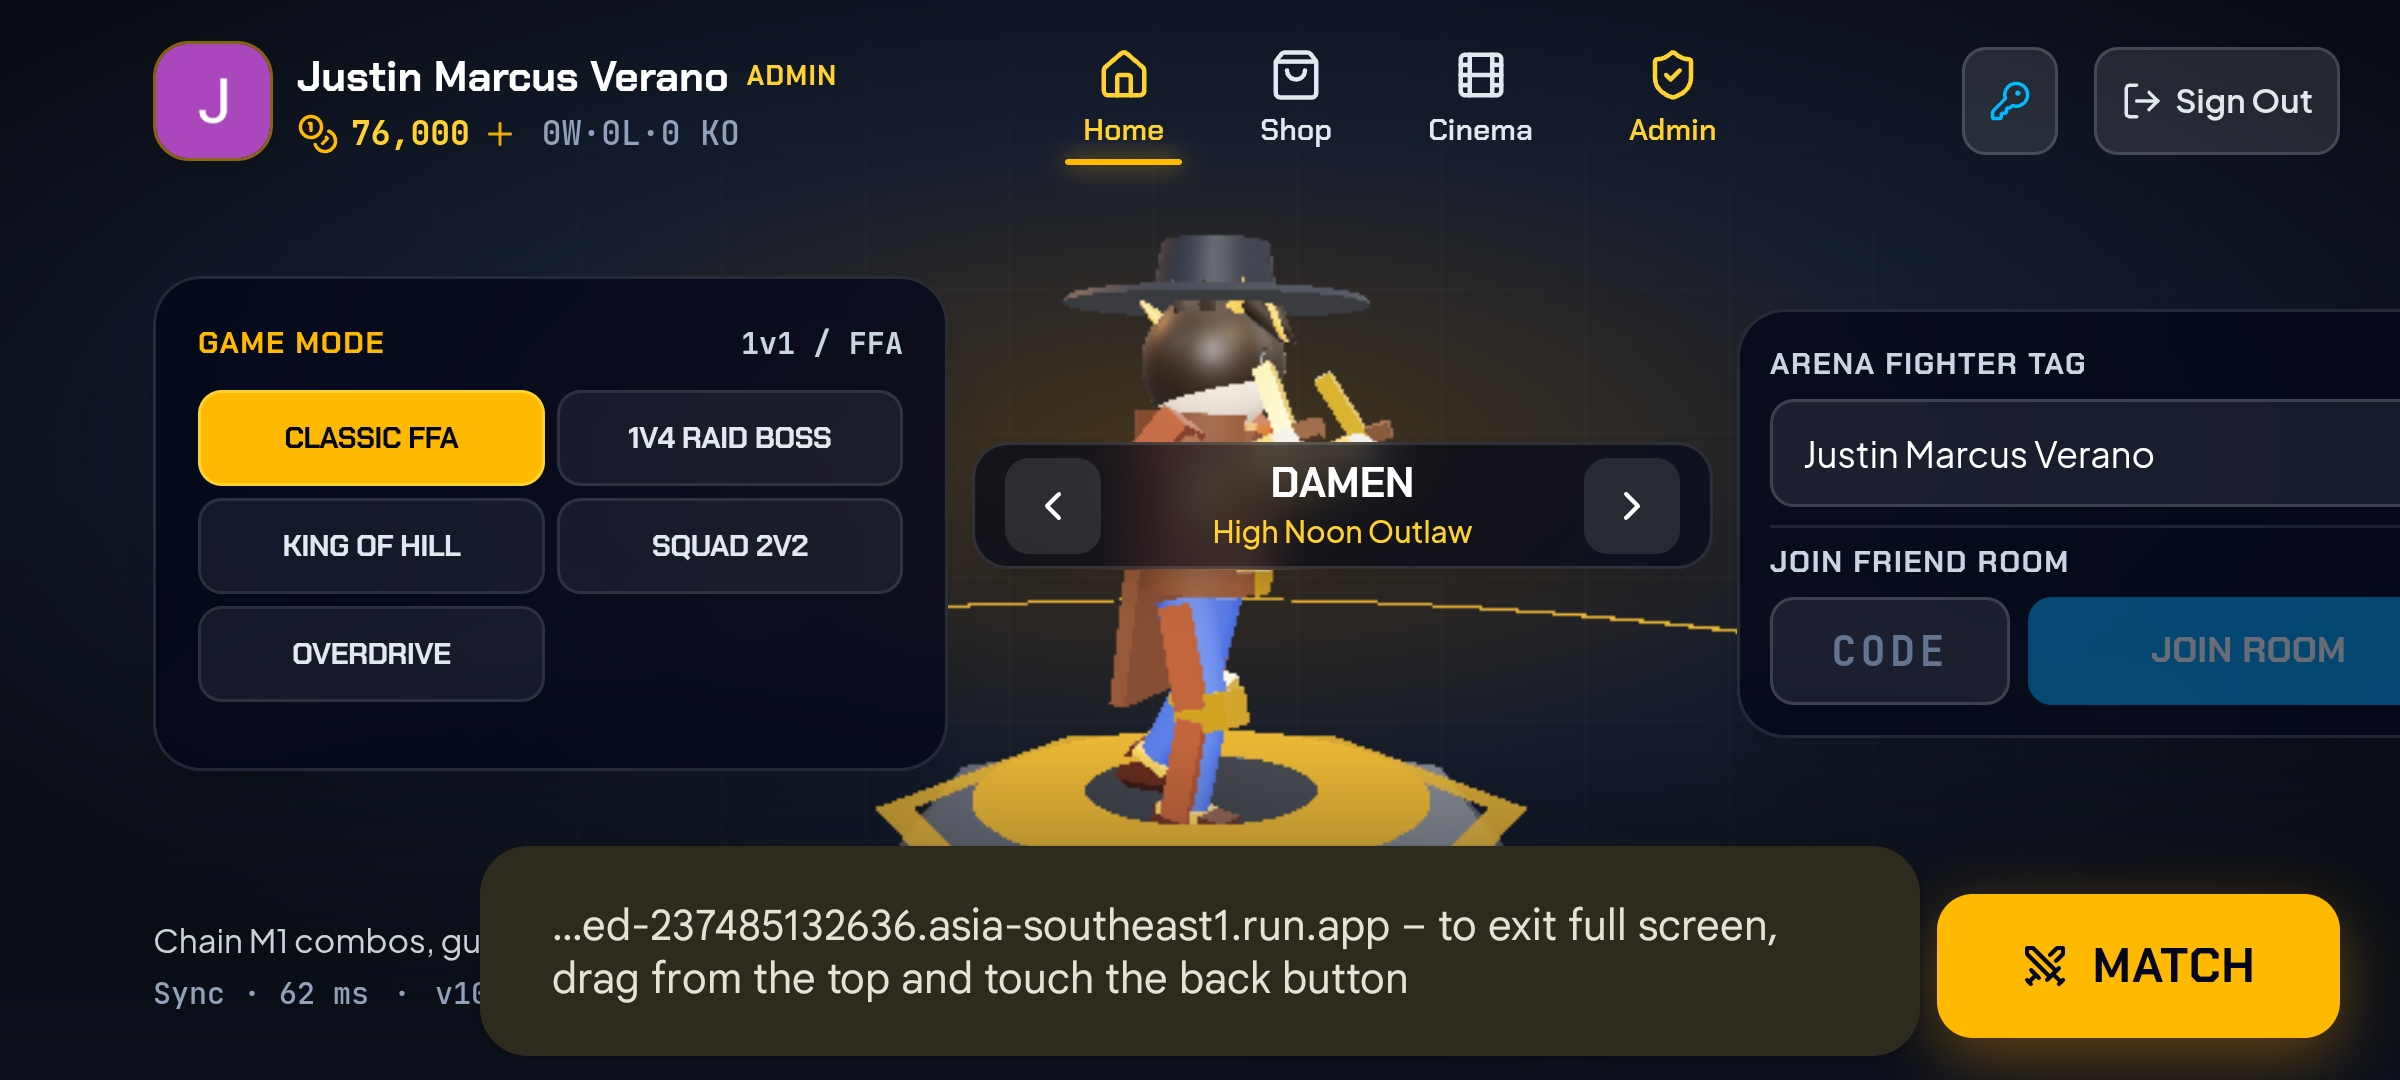 J
Justin Marcus Verano ADMIN
76,000 + 0W·0L·0 KO
Home
Shop
Cinema
Admin
Sign Out
GAME MODE
1v1 / FFA
CLASSIC FFA
1V4 RAID BOSS
KING OF HILL
SQUAD 2V2
OVERDRIVE
DAMEN
High Noon Outlaw
ARENA FIGHTER TAG
Justin Marcus Verano
JOIN FRIEND ROOM
CODE
JOIN ROOM
Chain M1 combos,
Sync · 62 ms ·
...ed-237485132636.asia-southeast1.run.app – to exit full screen,
drag from the top and touch the back button
MATCH